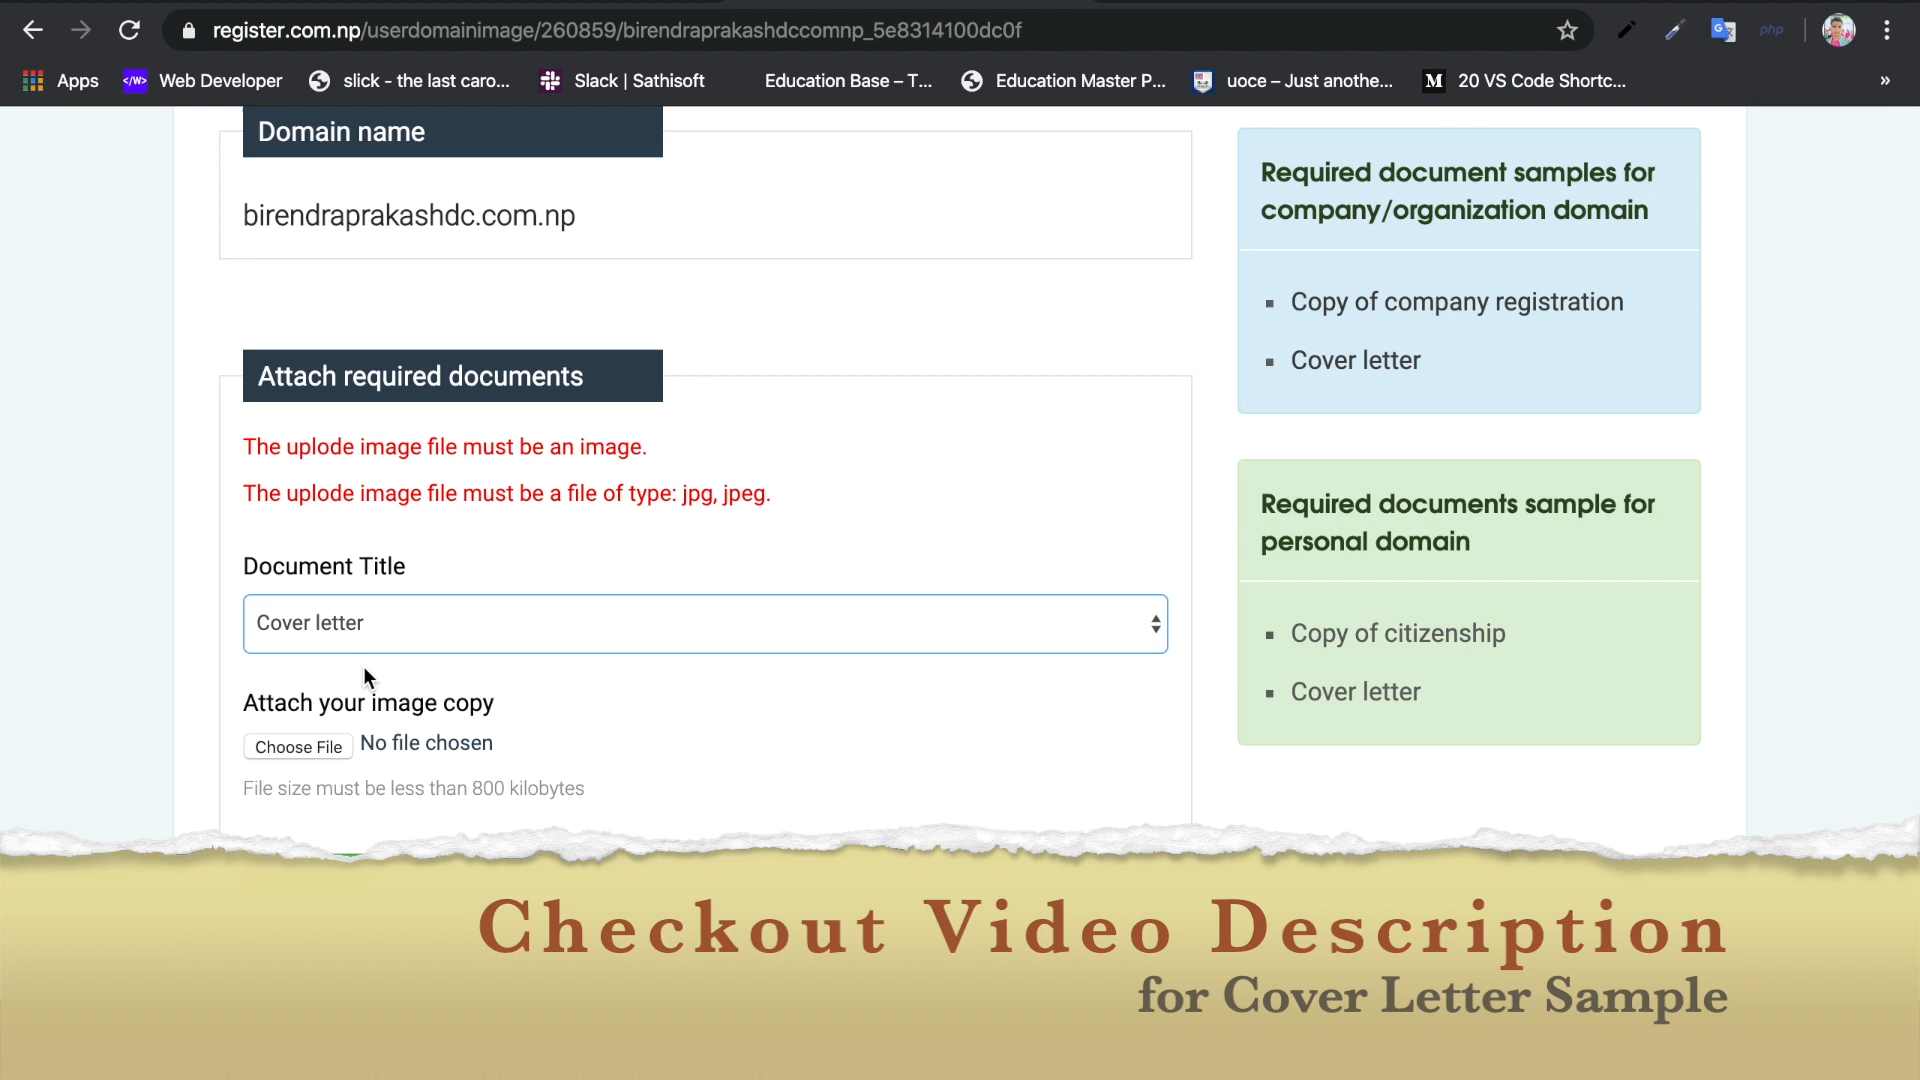 register.com.np/userdomainimage/260859/birendraprakashdccomnp_5e8314100dc0f
php
Apps
</W> Web Developer
slick - the last caro...
Slack | Sathisoft
Education Base – T...
Education Master P...
uoce – Just anothe...
M 20 VS Code Shortc...
»
Domain name
birendraprakashdc.com.np
Attach required documents
The uplode image file must be an image.
The uplode image file must be a file of type: jpg, jpeg.
Document Title
Cover letter
Attach your image copy
Choose File No file chosen
File size must be less than 800 kilobytes
Required document samples for
company/organization domain
Copy of company registration
Cover letter
Required documents sample for
personal domain
Copy of citizenship
Cover letter
Checkout Video Description
for Cover Letter Sample